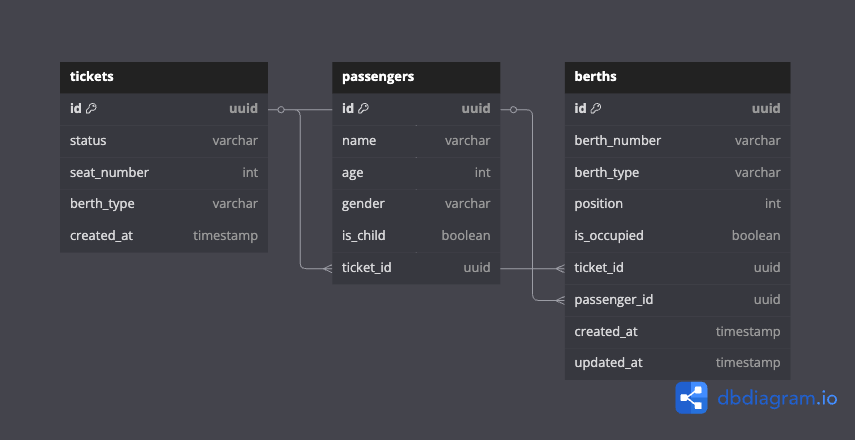 tickets
id uuid
status varchar
seat_number int
berth_type varchar
created_at timestamp
passengers
id uuid
name varchar
age int
gender varchar
is_child boolean
ticket_id uuid
berths
id uuid
berth_number varchar
berth_type varchar
position int
is_occupied boolean
ticket_id uuid
passenger_id uuid
created_at timestamp
updated_at timestamp
dbdiagram.io